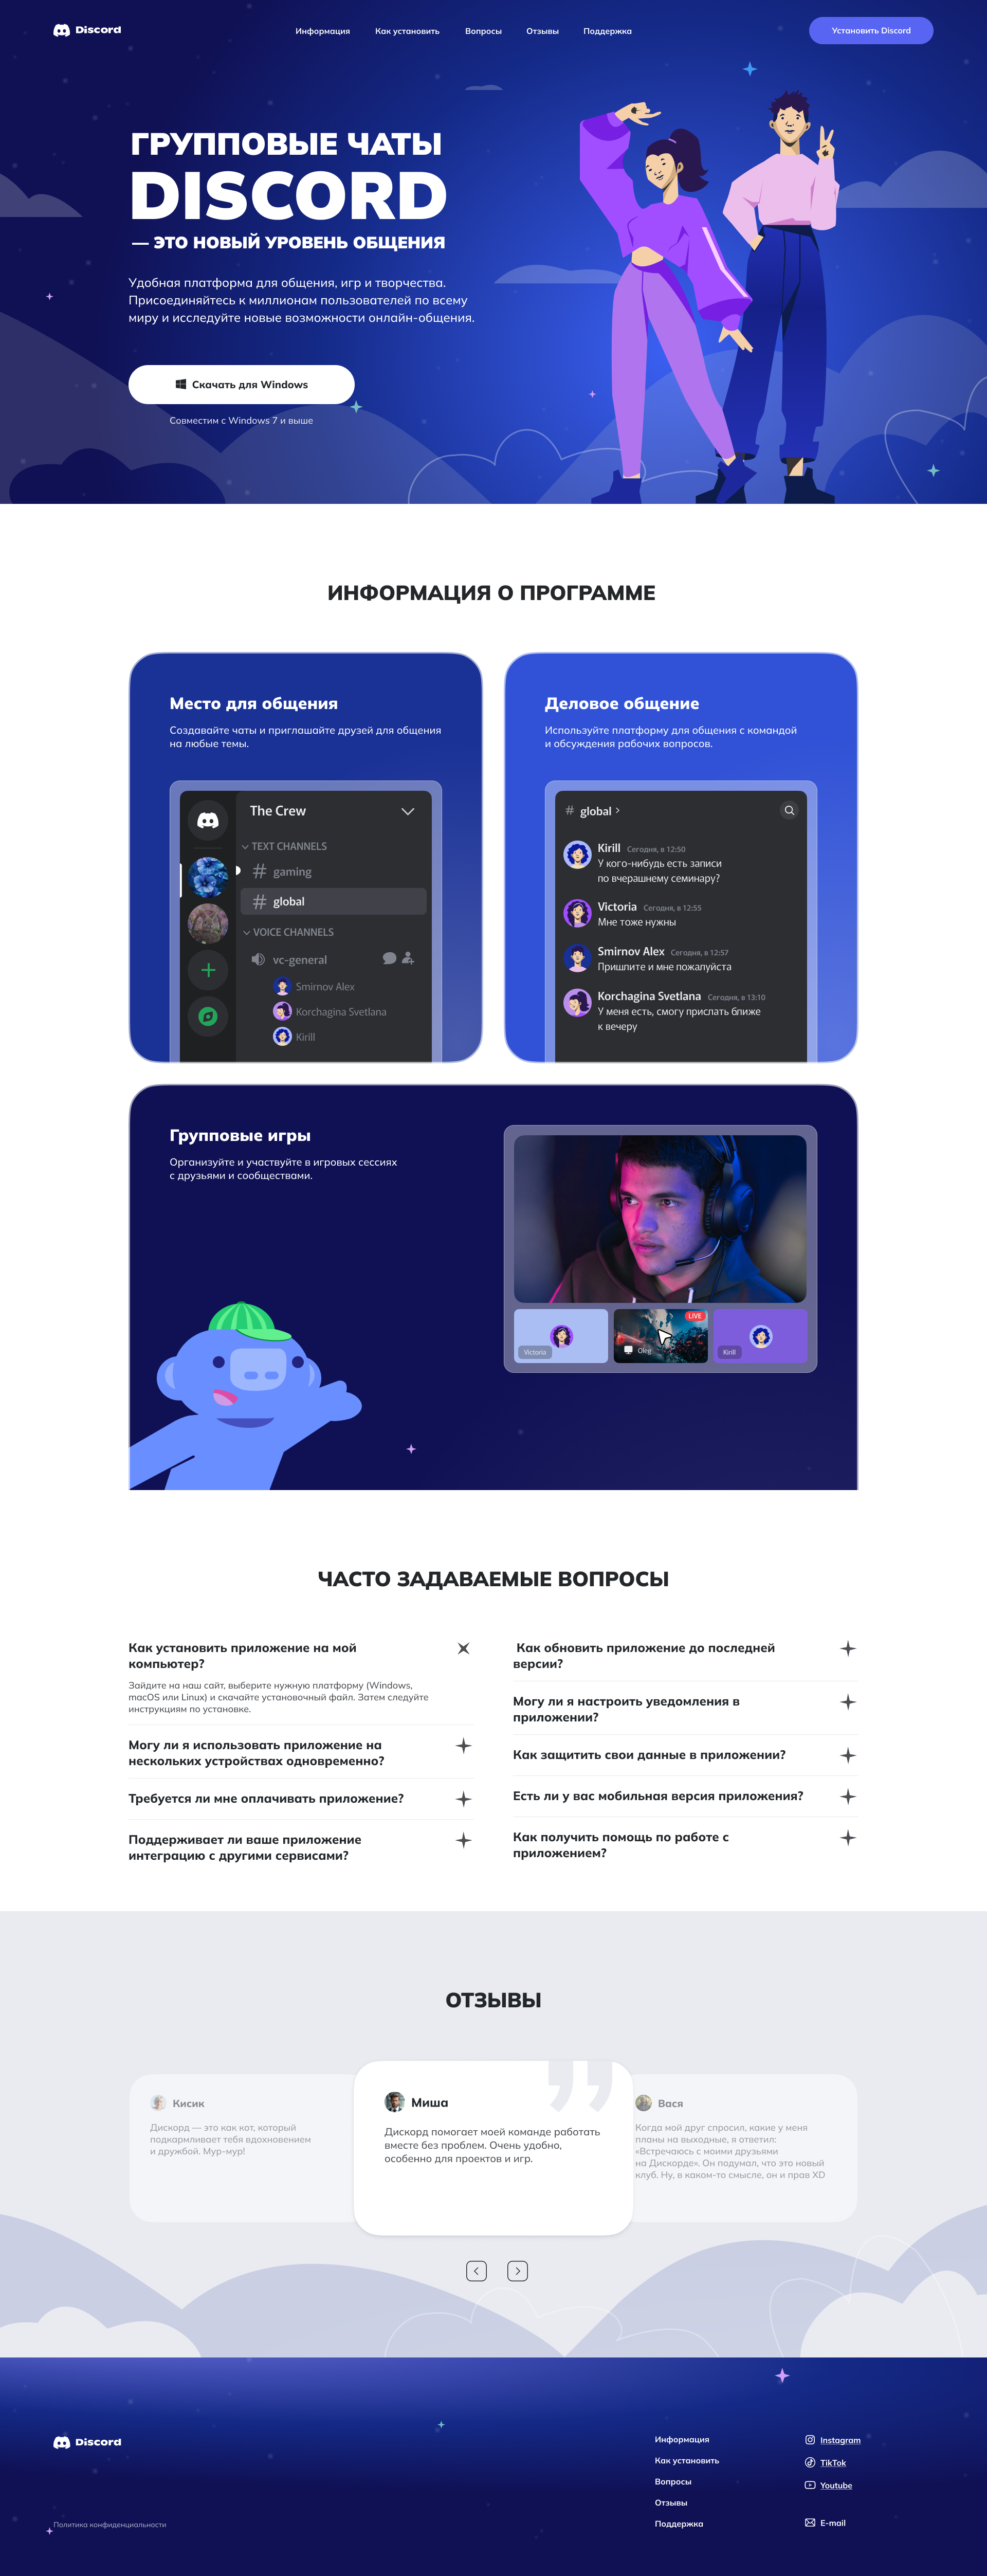 Discord
Информация
Как установить
Вопросы
Отзывы
Поддержка
Установить Discord
ГРУППОВЫЕ ЧАТЫ
DISCORD
— ЭТО НОВЫЙ УРОВЕНЬ ОБЩЕНИЯ
Удобная платформа для общения, игр и творчества.
Присоединяйтесь к миллионам пользователей по всему
миру и исследуйте новые возможности онлайн-общения.
Скачать для Windows
Совместим с Windows 7 и выше
ИНФОРМАЦИЯ О ПРОГРАММЕ
Место для общения
Создавайте чаты и приглашайте друзей для общения
на любые темы.
The Crew
TEXT CHANNELS
# gaming
# global
VOICE CHANNELS
vc-general
Smirnov Alex
Korchagina Svetlana
Kirill
Деловое общение
Используйте платформу для общения с командой
и обсуждения рабочих вопросов.
# global
Kirill Сегодня, в 12:50
У кого-нибудь есть записи
по вчерашнему семинару?
Victoria Сегодня, в 12:55
Мне тоже нужны
Smirnov Alex Сегодня, в 12:57
Пришлите и мне пожалуйста
Korchagina Svetlana Сегодня, в 13:10
У меня есть, смогу прислать ближе
к вечеру
Групповые игры
Организуйте и участвуйте в игровых сессиях
с друзьями и сообществами.
Victoria
LIVE
Oleg
Kirill
ЧАСТО ЗАДАВАЕМЫЕ ВОПРОСЫ
Как установить приложение на мой
компьютер?
Зайдите на наш сайт, выберите нужную платформу (Windows,
macOS или Linux) и скачайте установочный файл. Затем следуйте
инструкциям по установке.
Могу ли я использовать приложение на
нескольких устройствах одновременно?
Требуется ли мне оплачивать приложение?
Поддерживает ли ваше приложение
интеграцию с другими сервисами?
Как обновить приложение до последней
версии?
Могу ли я настроить уведомления в
приложении?
Как защитить свои данные в приложении?
Есть ли у вас мобильная версия приложения?
Как получить помощь по работе с
приложением?
ОТЗЫВЫ
Кисик
Дискорд — это как кот, который
подкармливает тебя вдохновением
и дружбой. Мур-мур!
Миша
Дискорд помогает моей команде работать
вместе без проблем. Очень удобно,
особенно для проектов и игр.
Вася
Когда мой друг спросил, какие у меня
планы на выходные, я ответил:
«Встречаюсь с моими друзьями
на Дискорде». Он подумал, что это новый
клуб. Ну, в каком-то смысле, он и прав XD
Discord
Политика конфиденциальности
Информация
Как установить
Вопросы
Отзывы
Поддержка
Instagram
TikTok
Youtube
E-mail